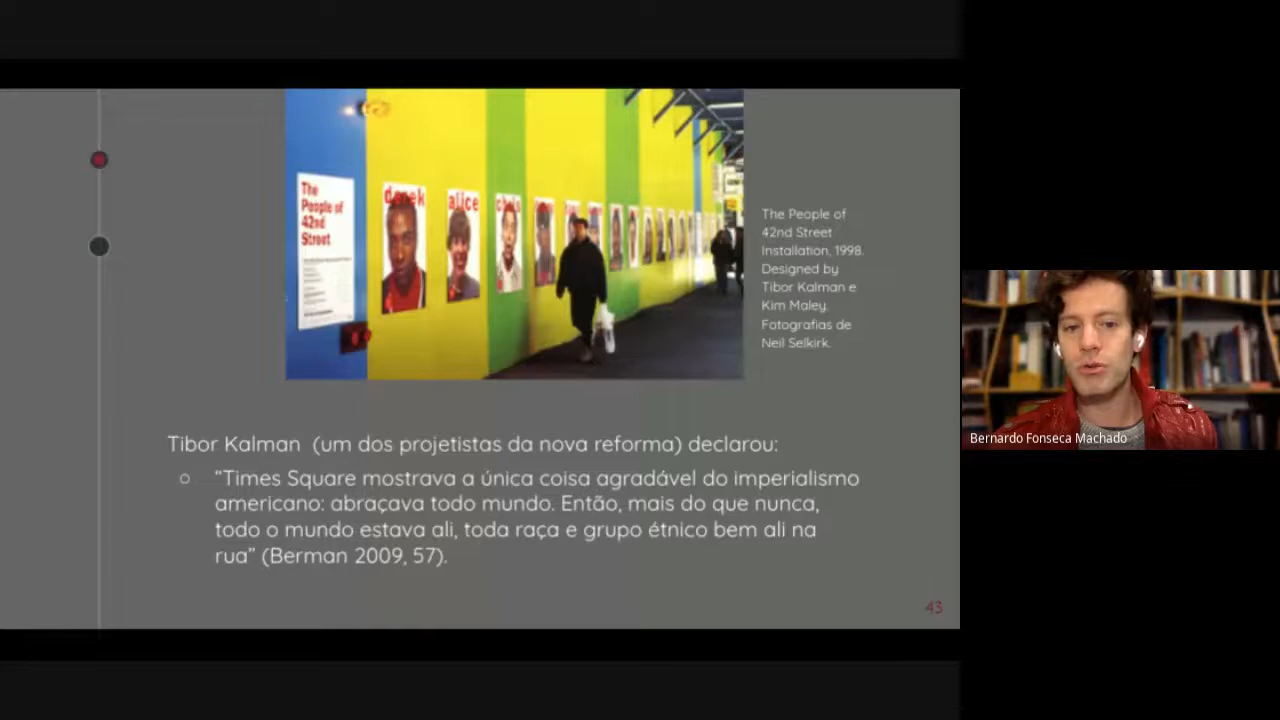 The
People of
42nd
Street
derek
alice
chris
The People of
42nd Street
Installation, 1998.
Designed by
Tibor Kalman e
Kim Maley.
Fotografias de
Neil Selkirk.
Tibor Kalman (um dos projetistas da nova reforma) declarou:
“Times Square mostrava a única coisa agradável do imperialismo
americano: abraçava todo mundo. Então, mais do que nunca,
todo o mundo estava ali, toda raça e grupo étnico bem ali na
rua” (Berman 2009, 57).
43
Bernardo Fonseca Machado